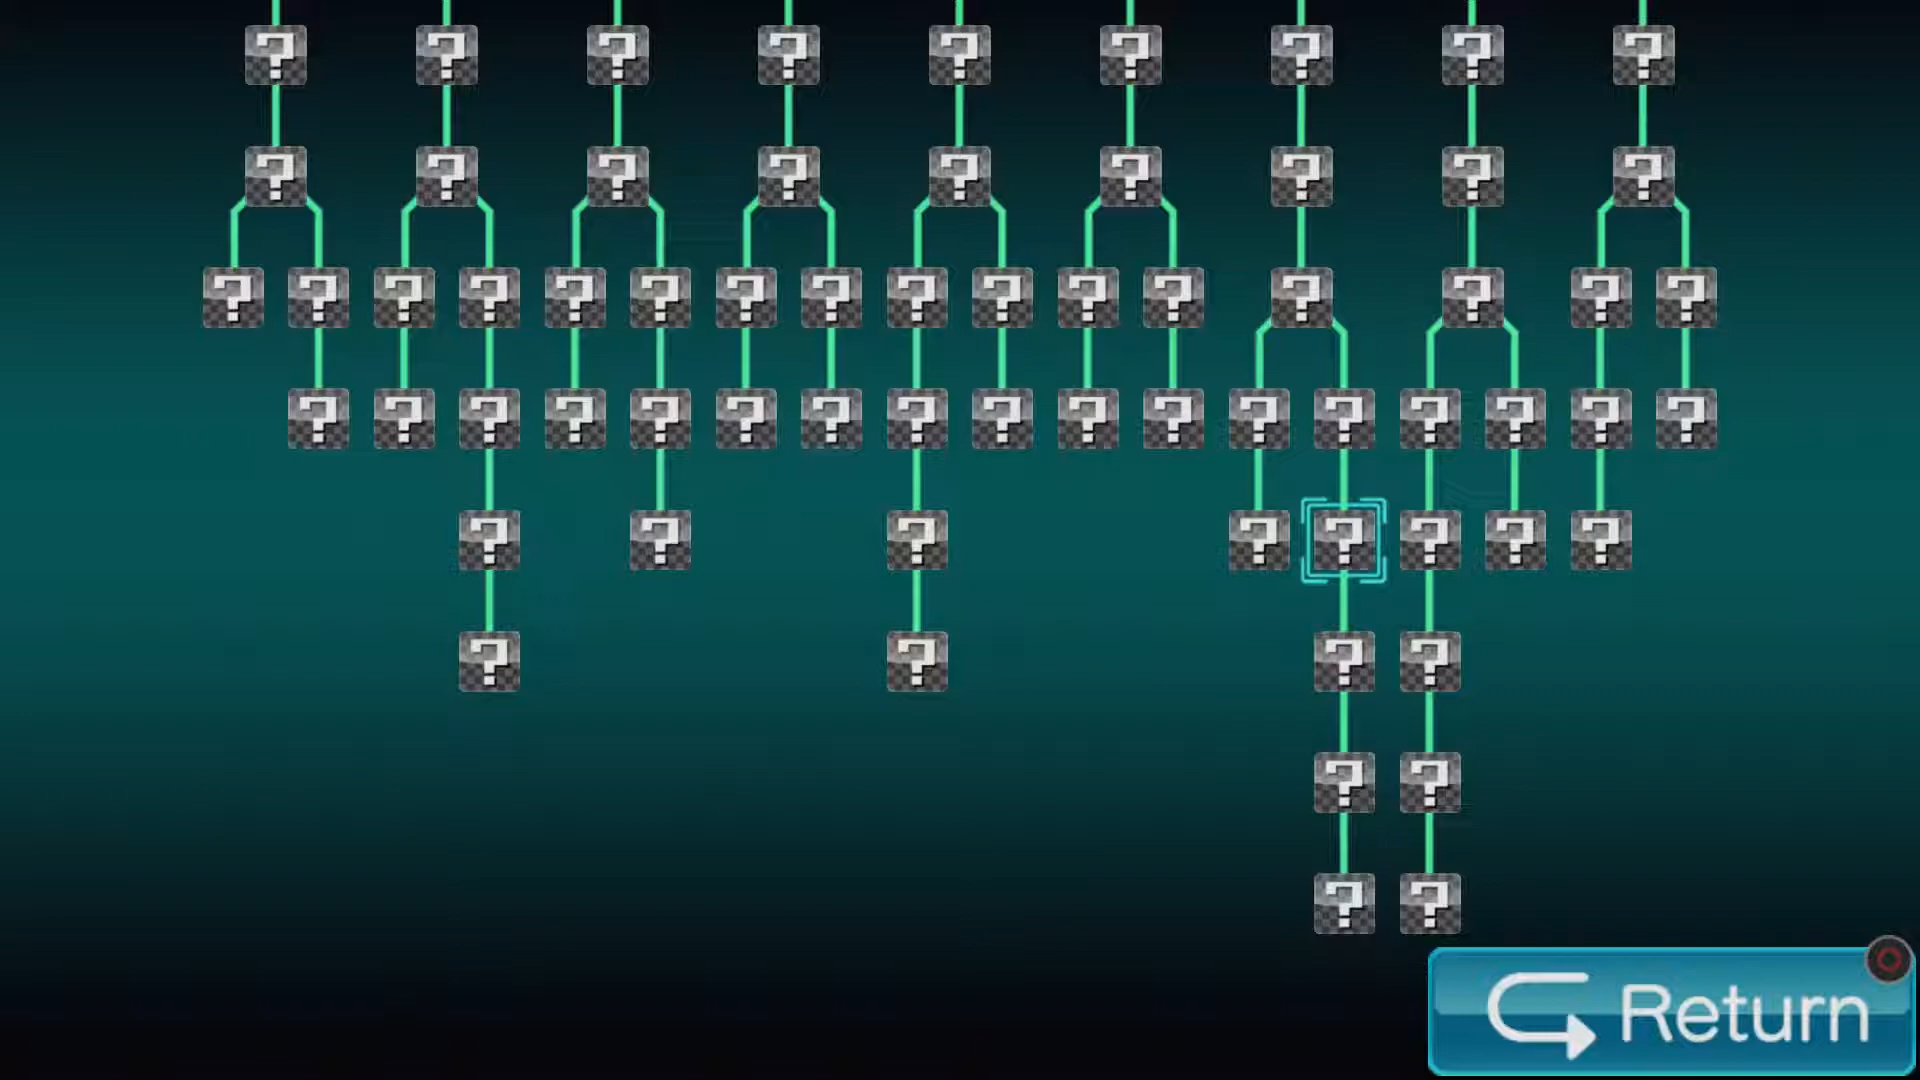 ? ? ? ? ? ? ? ? ?
? ? ? ? ? ? ? ? ?
? ? ? ? ? ? ? ? ? ? ? ? ? ? ? ?
? ? ? ? ? ? ? ? ? ? ? ? ? ? ? ? ?
? ? ? ? ? ? ? ?
? ? ? ?
? ?
? ?
Return